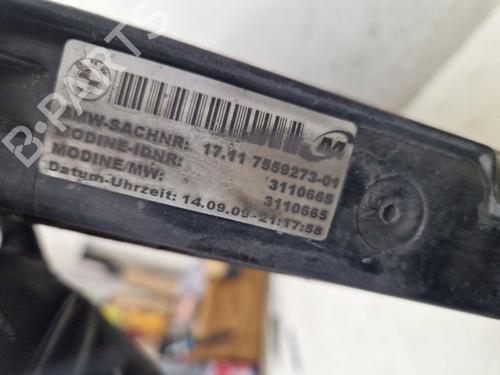 B-PARTS
BMW-SACHNR: 17.11 7559273-01
MODINE-IDNR: 3110665
MODINE/MW: 3110665
Datum-Uhrzeit: 14.09.09-21:17:58